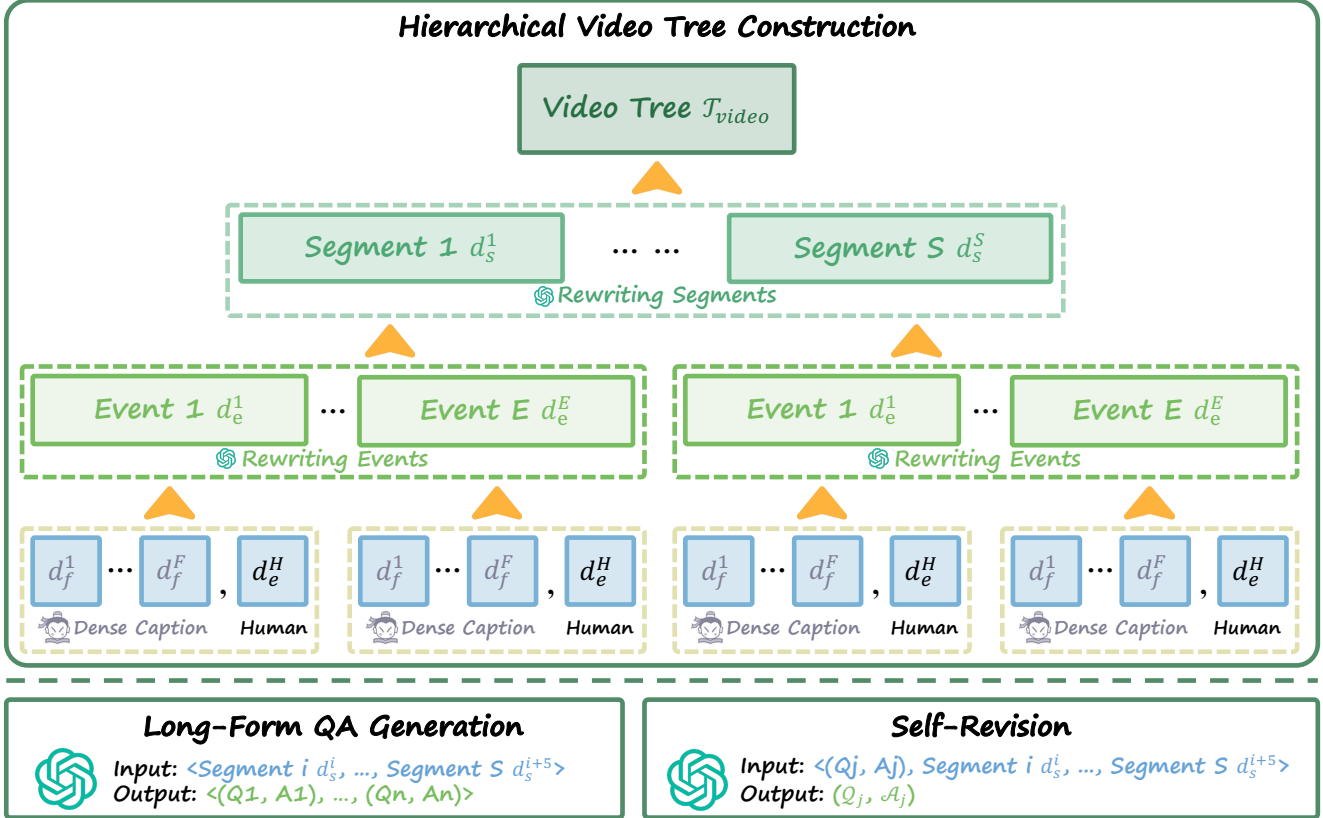 Hierarchical Video Tree Construction
Video Tree 𝒯_video
Segment 1 d_s^1 ... ... Segment S d_s^S
Rewriting Segments
Event 1 d_e^1 ... Event E d_e^E Event 1 d_e^1 ... Event E d_e^E
Rewriting Events Rewriting Events
d_f^1 ... d_f^F , d_e^H d_f^1 ... d_f^F , d_e^H d_f^1 ... d_f^F , d_e^H d_f^1 ... d_f^F , d_e^H
Dense Caption Human Dense Caption Human Dense Caption Human Dense Caption Human
Long-Form QA Generation
Input: <Segment i d_s^i, ..., Segment S d_s^{i+5}>
Output: <(Q1, A1), ..., (Qn, An)>
Self-Revision
Input: <(Qj, Aj), Segment i d_s^i, ..., Segment S d_s^{i+5}>
Output: (𝒬_j, 𝒜_j)